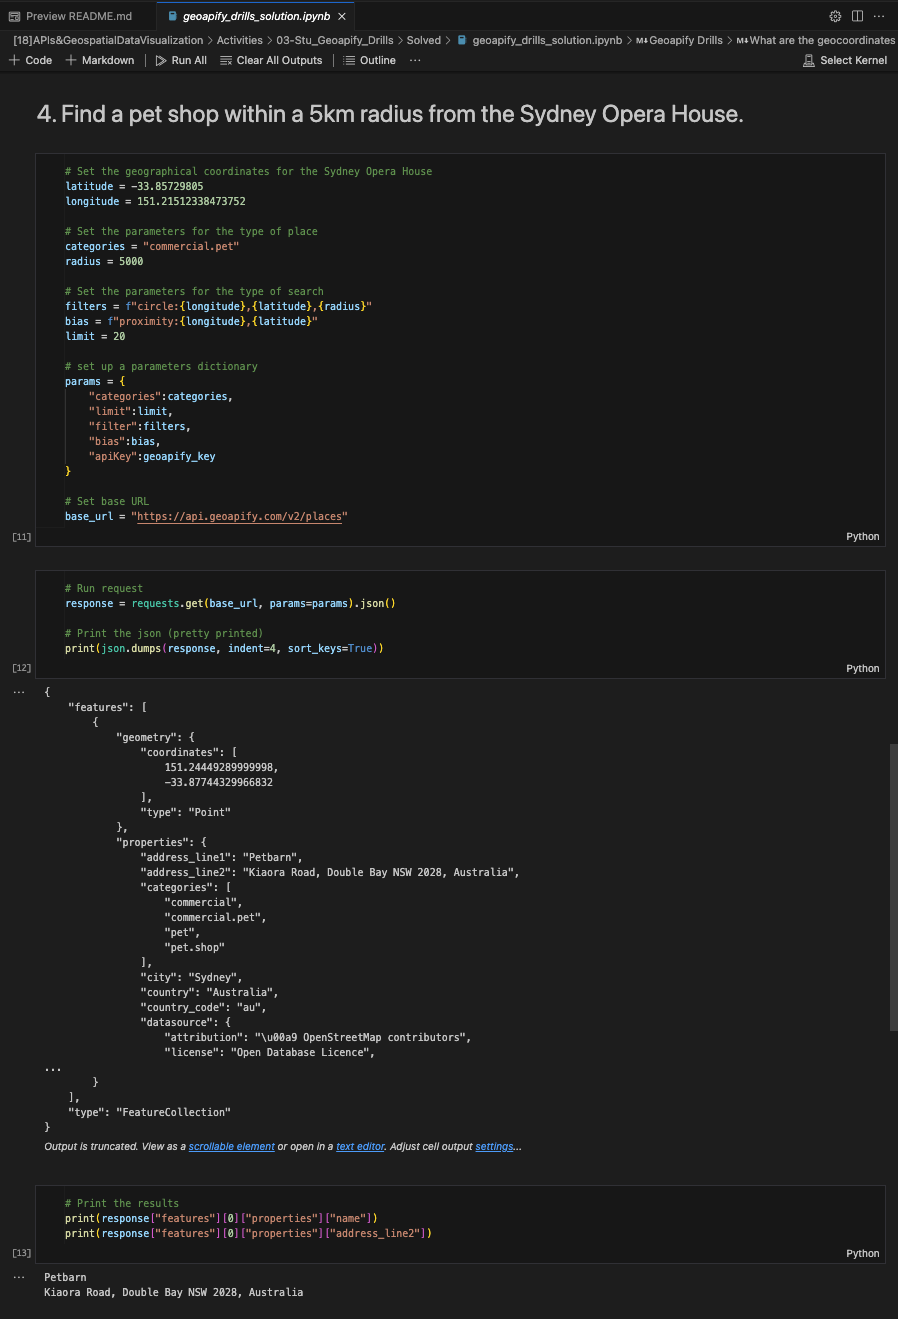 Preview README.md
geoapify_drills_solution.ipynb
[18]APIs&GeospatialDataVisualization > Activities > 03-Stu_Geoapify_Drills > Solved > geoapify_drills_solution.ipynb > M↓Geoapify Drills > M↓What are the geocoordinates
+ Code + Markdown Run All Clear All Outputs Outline ... Select Kernel
4. Find a pet shop within a 5km radius from the Sydney Opera House.
# Set the geographical coordinates for the Sydney Opera House
latitude = -33.85729805
longitude = 151.21512338473752
# Set the parameters for the type of place
categories = "commercial.pet"
radius = 5000
# Set the parameters for the type of search
filters = f"circle:{longitude},{latitude},{radius}"
bias = f"proximity:{longitude},{latitude}"
limit = 20
# set up a parameters dictionary
params = {
"categories":categories,
"limit":limit,
"filter":filters,
"bias":bias,
"apiKey":geoapify_key
}
# Set base URL
base_url = "https://api.geoapify.com/v2/places"
[11]
Python
# Run request
response = requests.get(base_url, params=params).json()
# Print the json (pretty printed)
print(json.dumps(response, indent=4, sort_keys=True))
[12]
Python
... {
"features": [
{
"geometry": {
"coordinates": [
151.24449289999998,
-33.87744329966832
],
"type": "Point"
},
"properties": {
"address_line1": "Petbarn",
"address_line2": "Kiaora Road, Double Bay NSW 2028, Australia",
"categories": [
"commercial",
"commercial.pet",
"pet",
"pet.shop"
],
"city": "Sydney",
"country": "Australia",
"country_code": "au",
"datasource": {
"attribution": "\u00a9 OpenStreetMap contributors",
"license": "Open Database Licence",
...
}
],
"type": "FeatureCollection"
}
Output is truncated. View as a scrollable element or open in a text editor. Adjust cell output settings...
# Print the results
print(response["features"][0]["properties"]["name"])
print(response["features"][0]["properties"]["address_line2"])
[13]
Python
... Petbarn
Kiaora Road, Double Bay NSW 2028, Australia